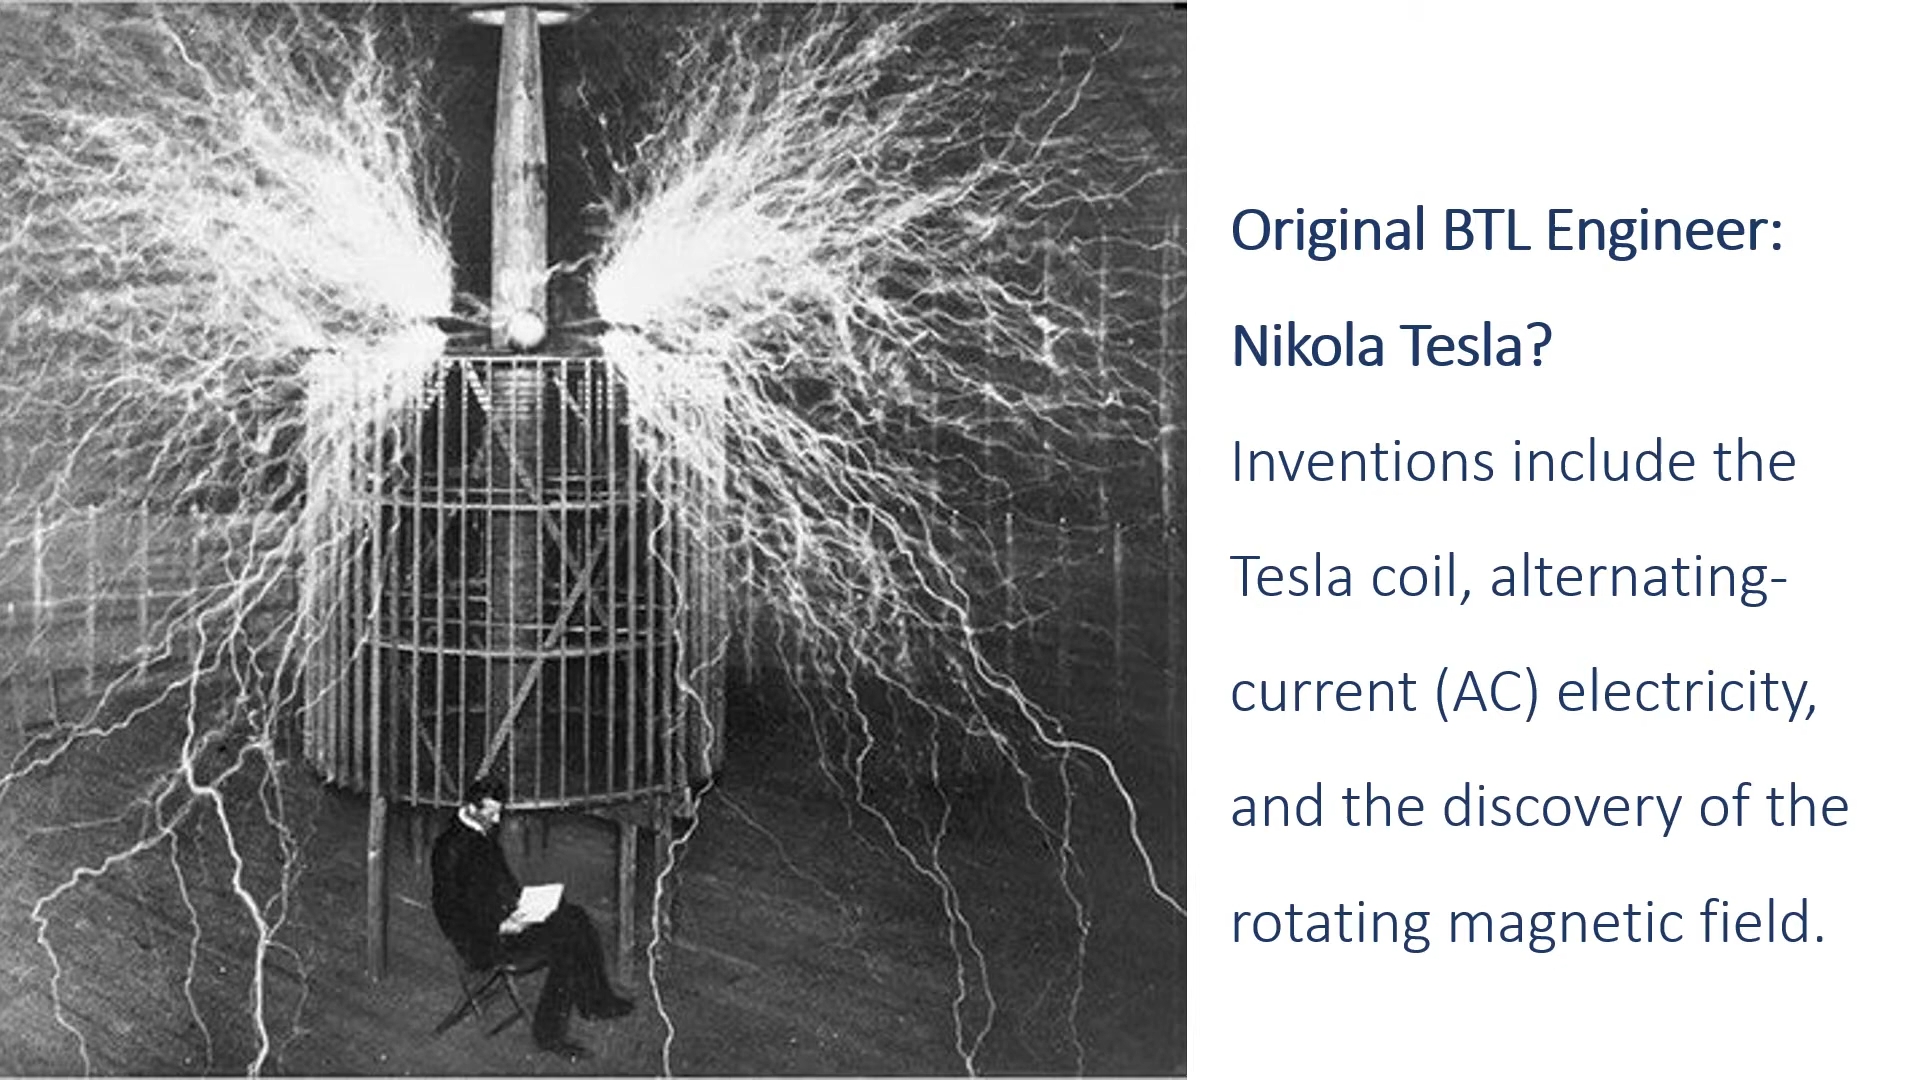 Original BTL Engineer:
Nikola Tesla?
Inventions include the
Tesla coil, alternating-
current (AC) electricity,
and the discovery of the
rotating magnetic field.